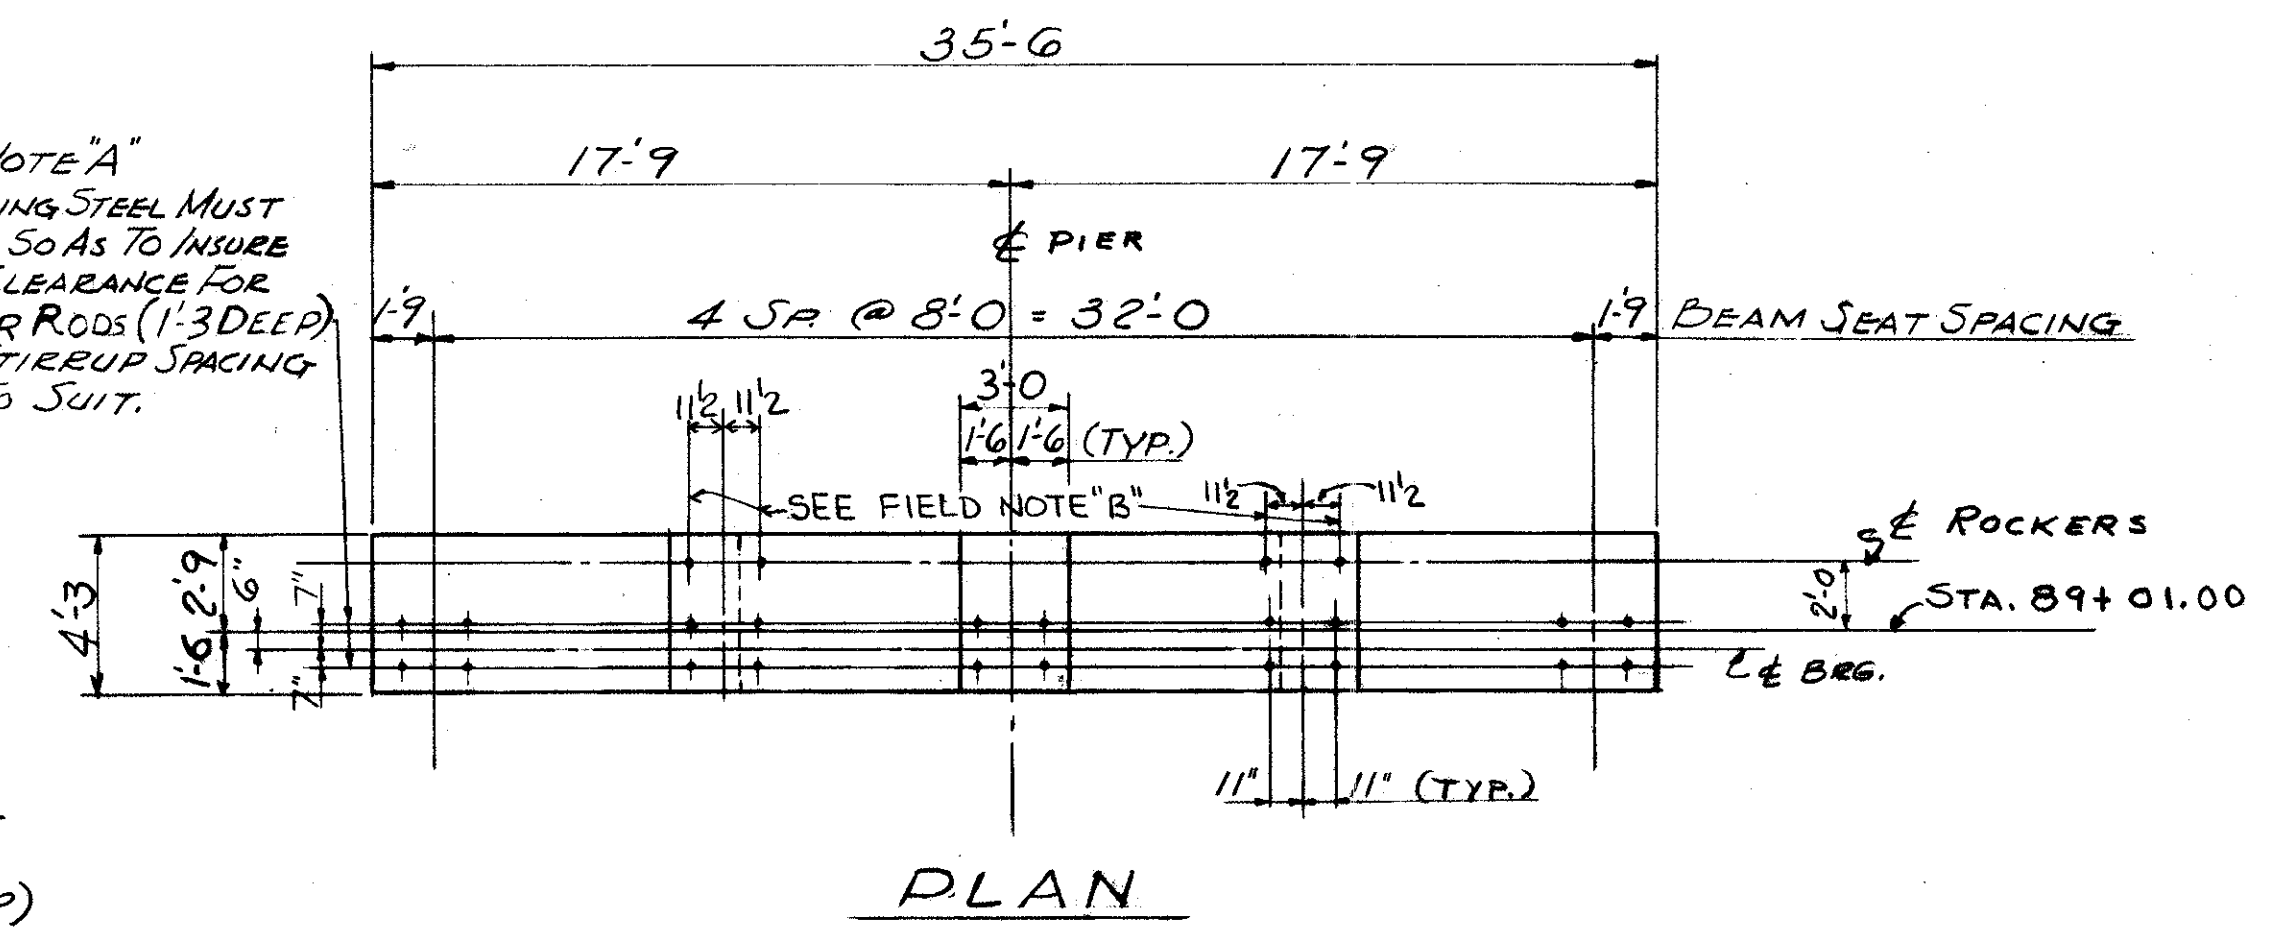 35'-6
17'-9 17'-9
OTE "A"
ING STEEL MUST
SO AS TO INSURE
LEARANCE FOR
R RODS (1'-3 DEEP)
TIRRUP SPACING
SUIT.
℄ PIER
1'-9 4 SP. @ 8'-0 = 32'-0 1'-9 BEAM SEAT SPACING
3'-0
11½ 11½
1'-6 1'-6 (TYP.)
SEE FIELD NOTE "B"
11½ 11½
℄ ROCKERS
4'-3
1'-6 2'-9
6"
7"
7"
2'-0
STA. 89+01.00
℄ BRG.
11" 11" (TYP.)
PLAN